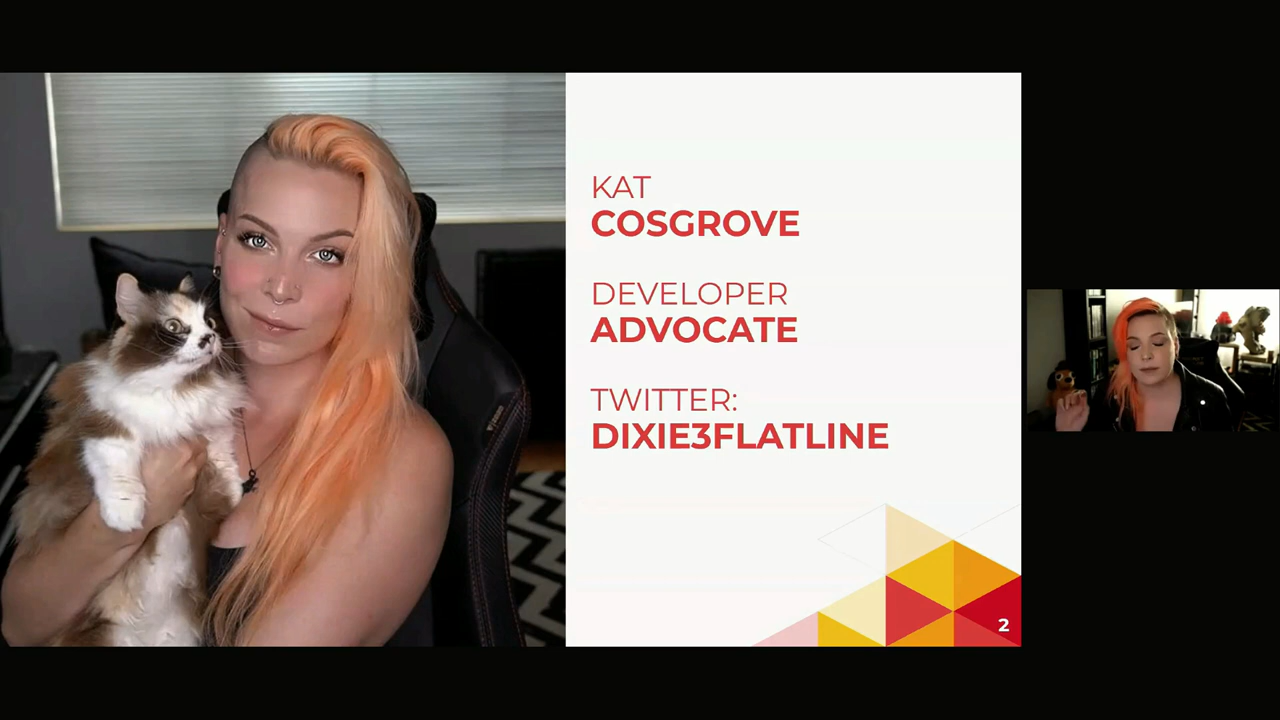 KAT
COSGROVE
DEVELOPER
ADVOCATE
TWITTER:
DIXIE3FLATLINE
2